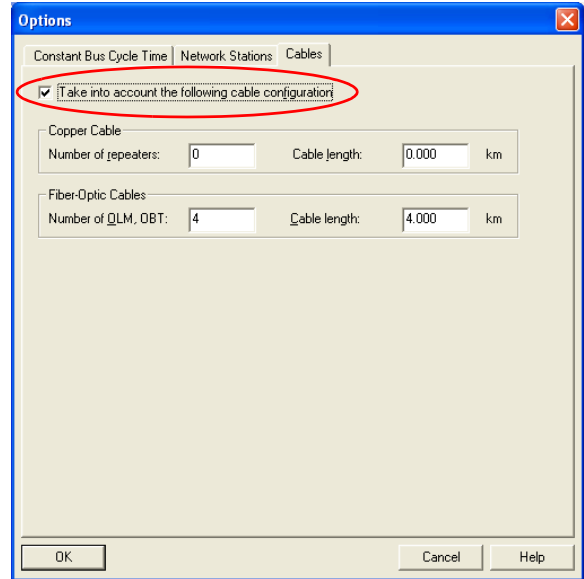 Options
Constant Bus Cycle Time Network Stations Cables
Take into account the following cable configuration
Copper Cable
Number of repeaters: 0 Cable length: 0.000 km
Fiber-Optic Cables
Number of OLM, OBT: 4 Cable length: 4.000 km
OK Cancel Help